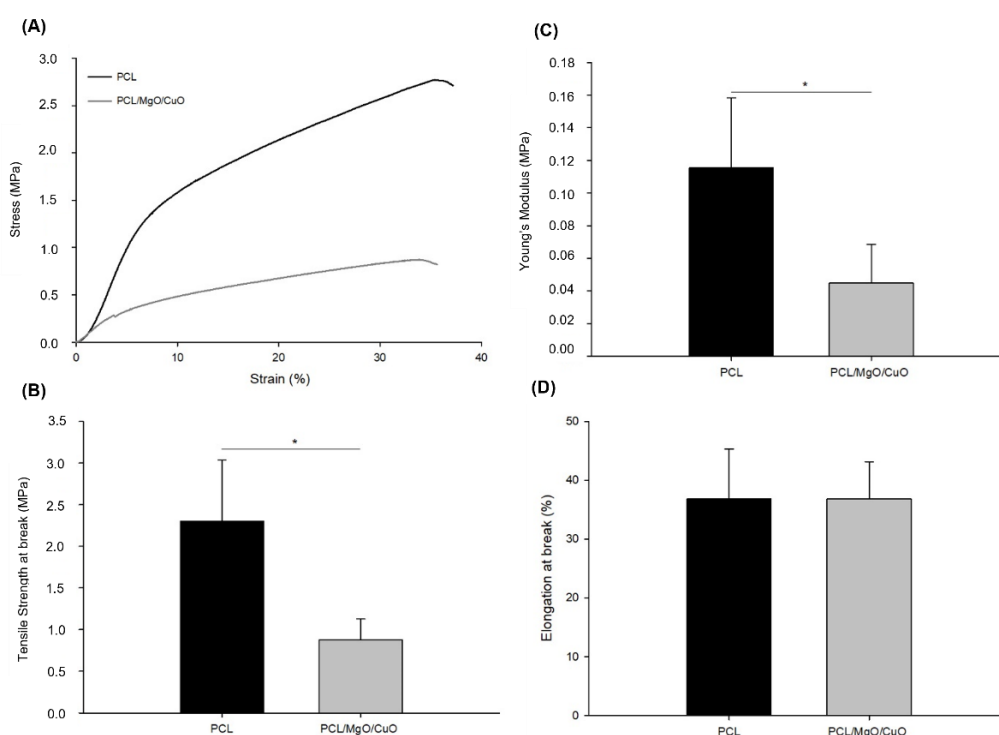 (A)
3.0
2.5
2.0
1.5
1.0
0.5
0.0
Stress (MPa)
PCL
PCL/MgO/CuO
0 10 20 30 40
Strain (%)
(B)
3.5
3.0
2.5
2.0
1.5
1.0
0.5
0.0
Tensile Strength at break (MPa)
*
PCL PCL/MgO/CuO
(C)
0.18
0.16
0.14
0.12
0.10
0.08
0.06
0.04
0.02
0.00
Young's Modulus (MPa)
*
PCL PCL/MgO/CuO
(D)
50
40
30
20
10
0
Elongation at break (%)
PCL PCL/MgO/CuO